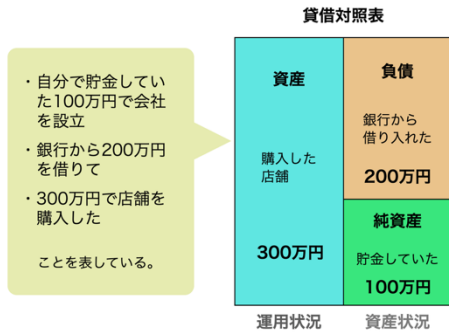 貸借対照表
・自分で貯金してい
た100万円で会社
を設立
・銀行から200万円
を借りて
・300万円で店舗を
購入した
ことを表している。
資産
購入した
店舗
300万円
負債
銀行から
借り入れた
200万円
純資産
貯金していた
100万円
運用状況
資産状況